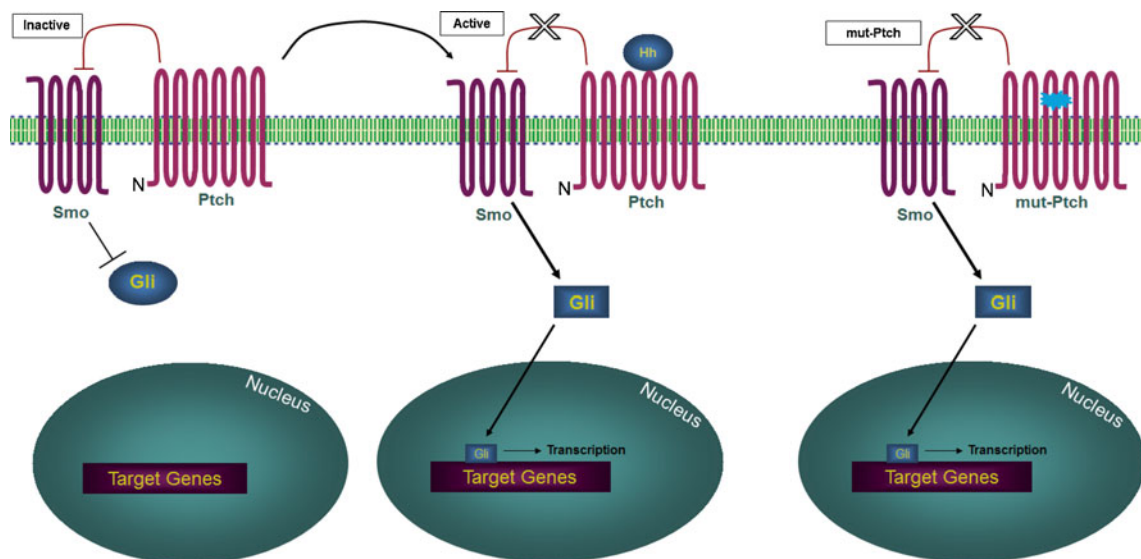 Inactive
N
Smo
Ptch
Gli
Nucleus
Target Genes
Active
Hh
N
Smo
Ptch
Gli
Nucleus
Gli
Transcription
Target Genes
mut-Ptch
N
Smo
mut-Ptch
Gli
Nucleus
Gli
Transcription
Target Genes